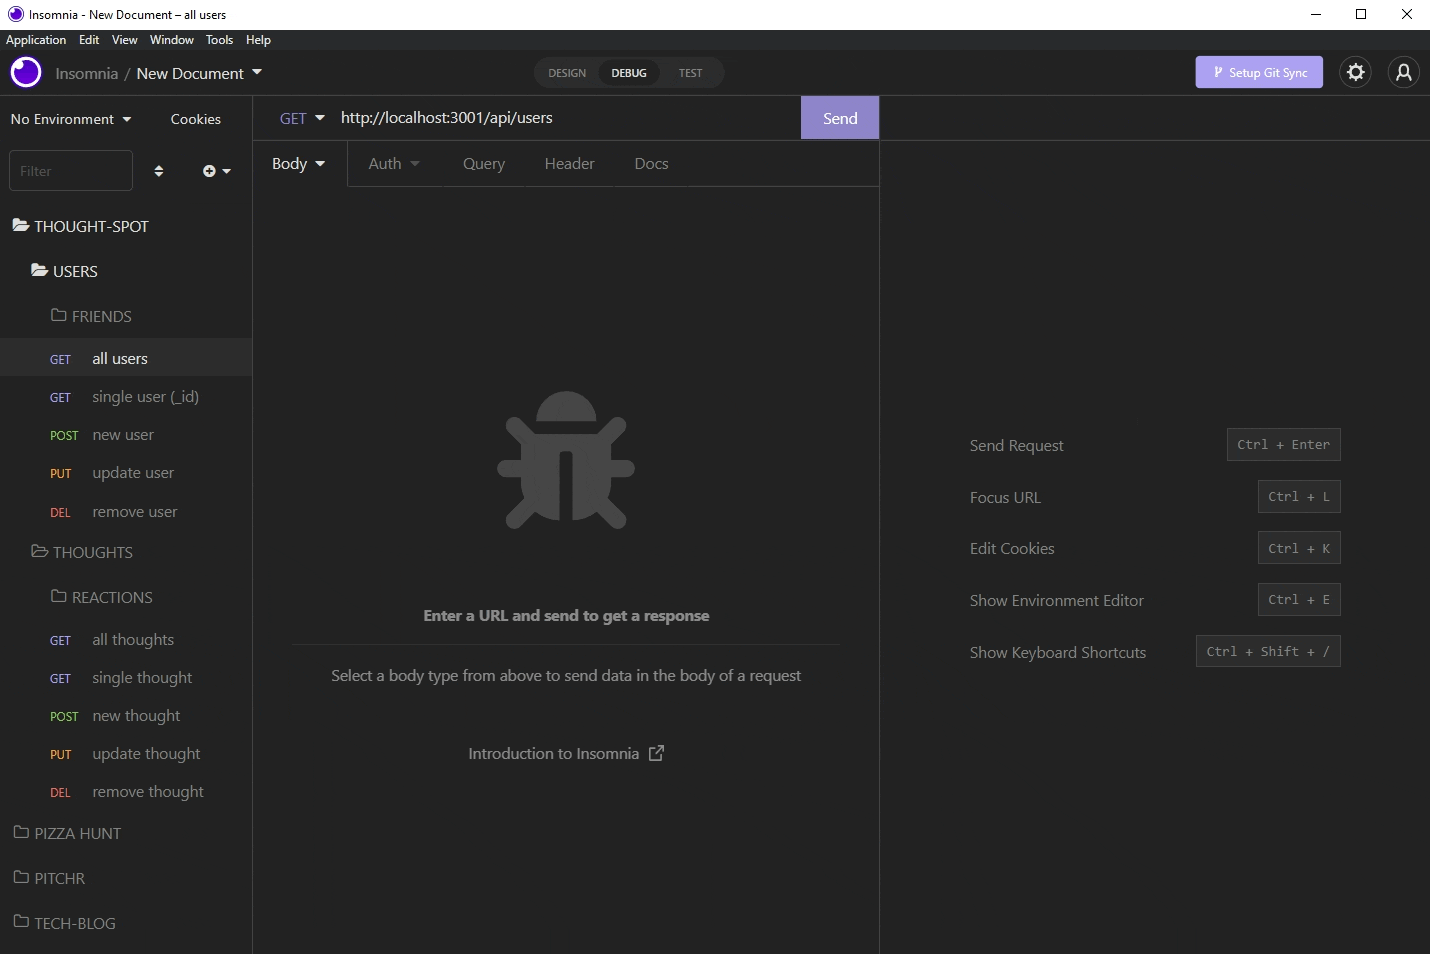 Insomnia - New Document – all users
Application Edit View Window Tools Help
Insomnia / New Document
DESIGN DEBUG TEST
Setup Git Sync
No Environment
Cookies
GET http://localhost:3001/api/users
Send
Filter
Body Auth Query Header Docs
THOUGHT-SPOT
USERS
FRIENDS
GET all users
GET single user (_id)
POST new user
PUT update user
DEL remove user
THOUGHTS
REACTIONS
GET all thoughts
GET single thought
POST new thought
PUT update thought
DEL remove thought
PIZZA HUNT
PITCHR
TECH-BLOG
Enter a URL and send to get a response
Select a body type from above to send data in the body of a request
Introduction to Insomnia
Send Request Ctrl + Enter
Focus URL Ctrl + L
Edit Cookies Ctrl + K
Show Environment Editor Ctrl + E
Show Keyboard Shortcuts Ctrl + Shift + /